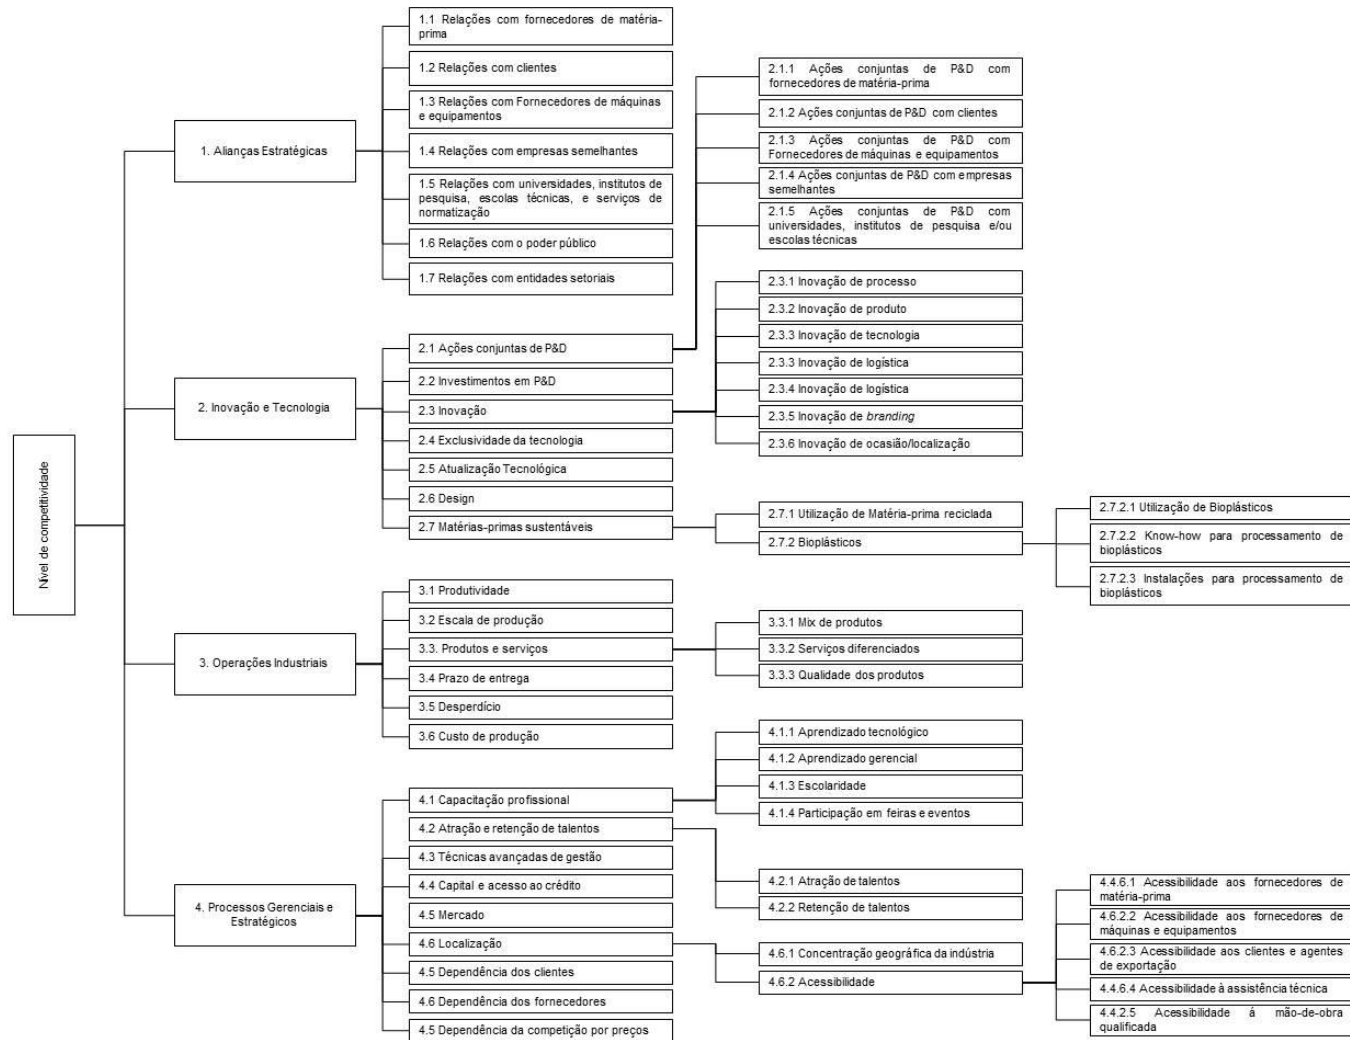 Nível de competitividade
1. Alianças Estratégicas
1.1 Relações com fornecedores de matéria-
prima
1.2 Relações com clientes
1.3 Relações com Fornecedores de máquinas
e equipamentos
1.4 Relações com empresas semelhantes
1.5 Relações com universidades, institutos de
pesquisa, escolas técnicas, e serviços de
normatização
1.6 Relações com o poder público
1.7 Relações com entidades setoriais
2. Inovação e Tecnologia
2.1 Ações conjuntas de P&D
2.2 Investimentos em P&D
2.3 Inovação
2.4 Exclusividade da tecnologia
2.5 Atualização Tecnológica
2.6 Design
2.7 Matérias-primas sustentáveis
2.1.1 Ações conjuntas de P&D com
fornecedores de matéria-prima
2.1.2 Ações conjuntas de P&D com clientes
2.1.3 Ações conjuntas de P&D com
Fornecedores de máquinas e equipamentos
2.1.4 Ações conjuntas de P&D com empresas
semelhantes
2.1.5 Ações conjuntas de P&D com
universidades, institutos de pesquisa e/ou
escolas técnicas
2.3.1 Inovação de processo
2.3.2 Inovação de produto
2.3.3 Inovação de tecnologia
2.3.3 Inovação de logística
2.3.4 Inovação de logística
2.3.5 Inovação de branding
2.3.6 Inovação de ocasião/localização
2.7.1 Utilização de Matéria-prima reciclada
2.7.2 Bioplásticos
2.7.2.1 Utilização de Bioplásticos
2.7.2.2 Know-how para processamento de
bioplásticos
2.7.2.3 Instalações para processamento de
bioplásticos
3. Operações Industriais
3.1 Produtividade
3.2 Escala de produção
3.3. Produtos e serviços
3.4 Prazo de entrega
3.5 Desperdício
3.6 Custo de produção
3.3.1 Mix de produtos
3.3.2 Serviços diferenciados
3.3.3 Qualidade dos produtos
4. Processos Gerenciais e
Estratégicos
4.1 Capacitação profissional
4.2 Atração e retenção de talentos
4.3 Técnicas avançadas de gestão
4.4 Capital e acesso ao crédito
4.5 Mercado
4.6 Localização
4.5 Dependência dos clientes
4.6 Dependência dos fornecedores
4.5 Dependência da competição por preços
4.1.1 Aprendizado tecnológico
4.1.2 Aprendizado gerencial
4.1.3 Escolaridade
4.1.4 Participação em feiras e eventos
4.2.1 Atração de talentos
4.2.2 Retenção de talentos
4.6.1 Concentração geográfica da indústria
4.6.2 Acessibilidade
4.4.6.1 Acessibilidade aos fornecedores de
matéria-prima
4.6.2.2 Acessibilidade aos fornecedores de
máquinas e equipamentos
4.6.2.3 Acessibilidade aos clientes e agentes
de exportação
4.4.6.4 Acessibilidade à assistência técnica
4.4.2.5 Acessibilidade á mão-de-obra
qualificada